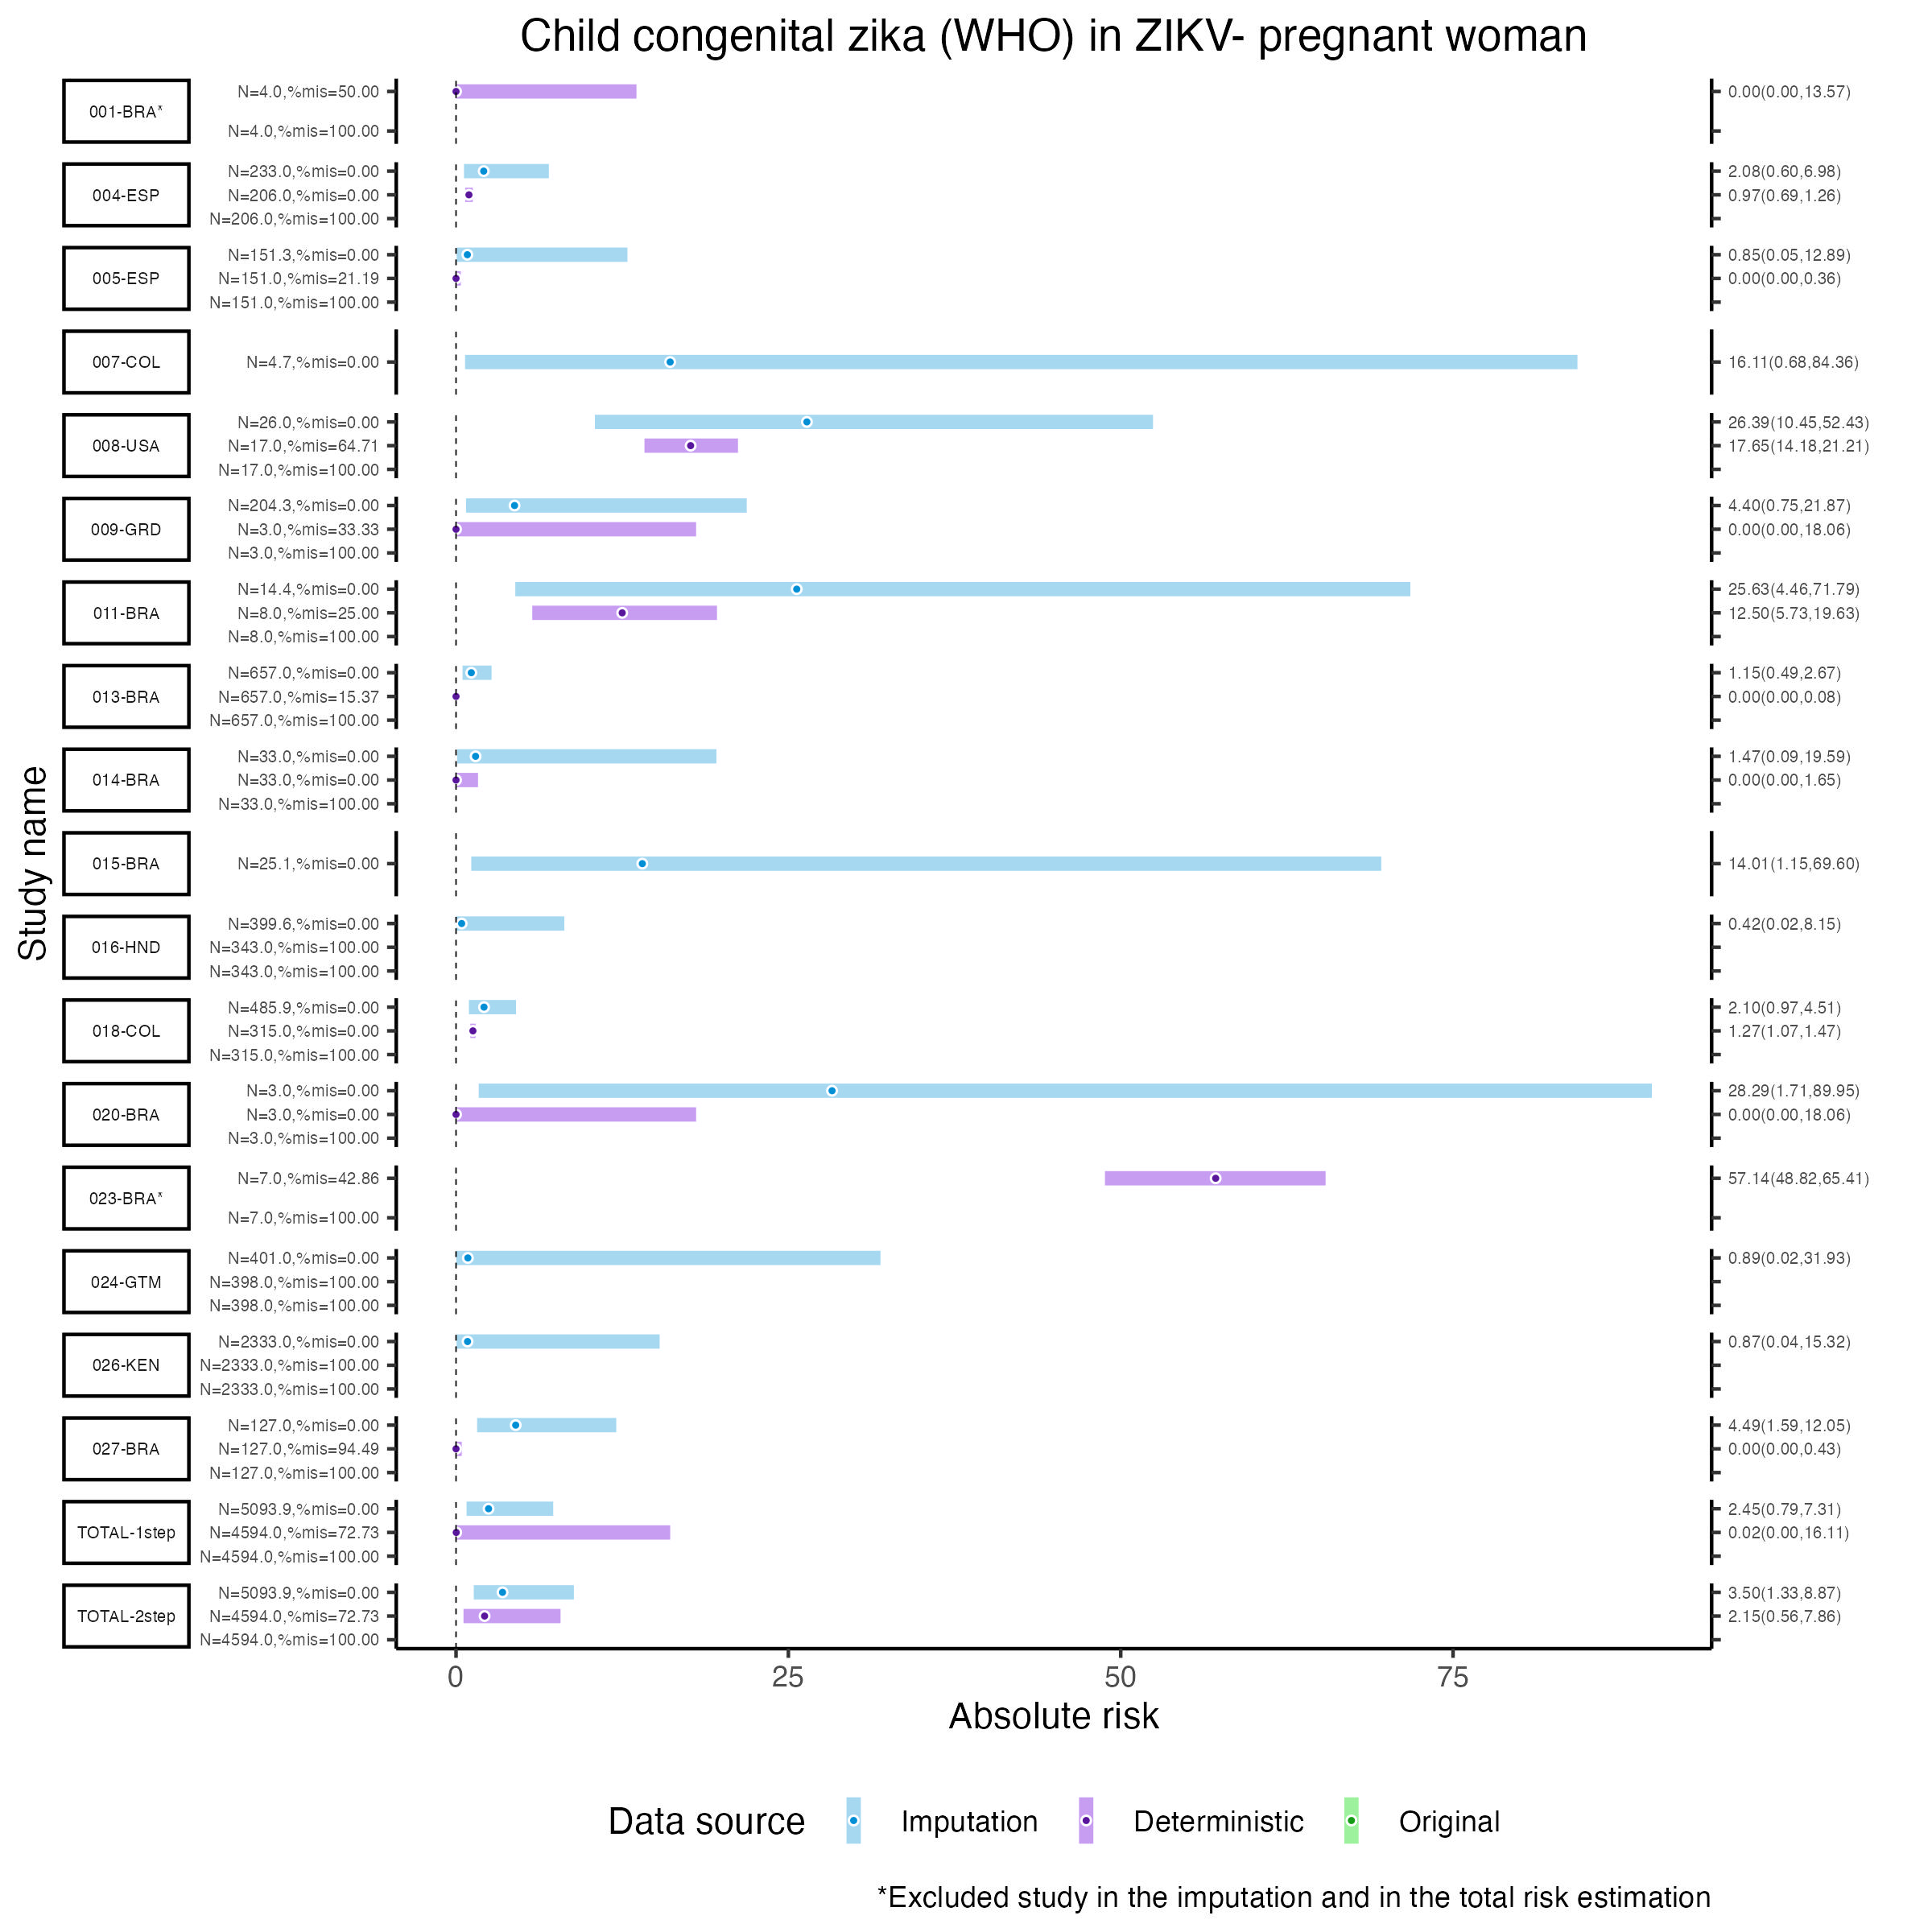 Child congenital zika (WHO) in ZIKV- pregnant woman
001-BRA*
N=4.0,%mis=50.00 0.00(0.00,13.57)
N=4.0,%mis=100.00
004-ESP
N=233.0,%mis=0.00 2.08(0.60,6.98)
N=206.0,%mis=0.00 0.97(0.69,1.26)
N=206.0,%mis=100.00
005-ESP
N=151.3,%mis=0.00 0.85(0.05,12.89)
N=151.0,%mis=21.19 0.00(0.00,0.36)
N=151.0,%mis=100.00
007-COL
N=4.7,%mis=0.00 16.11(0.68,84.36)
008-USA
N=26.0,%mis=0.00 26.39(10.45,52.43)
N=17.0,%mis=64.71 17.65(14.18,21.21)
N=17.0,%mis=100.00
009-GRD
N=204.3,%mis=0.00 4.40(0.75,21.87)
N=3.0,%mis=33.33 0.00(0.00,18.06)
N=3.0,%mis=100.00
011-BRA
N=14.4,%mis=0.00 25.63(4.46,71.79)
N=8.0,%mis=25.00 12.50(5.73,19.63)
N=8.0,%mis=100.00
013-BRA
N=657.0,%mis=0.00 1.15(0.49,2.67)
N=657.0,%mis=15.37 0.00(0.00,0.08)
N=657.0,%mis=100.00
014-BRA
N=33.0,%mis=0.00 1.47(0.09,19.59)
N=33.0,%mis=0.00 0.00(0.00,1.65)
N=33.0,%mis=100.00
015-BRA
N=25.1,%mis=0.00 14.01(1.15,69.60)
016-HND
N=399.6,%mis=0.00 0.42(0.02,8.15)
N=343.0,%mis=100.00
N=343.0,%mis=100.00
018-COL
N=485.9,%mis=0.00 2.10(0.97,4.51)
N=315.0,%mis=0.00 1.27(1.07,1.47)
N=315.0,%mis=100.00
020-BRA
N=3.0,%mis=0.00 28.29(1.71,89.95)
N=3.0,%mis=0.00 0.00(0.00,18.06)
N=3.0,%mis=100.00
023-BRA*
N=7.0,%mis=42.86 57.14(48.82,65.41)
N=7.0,%mis=100.00
024-GTM
N=401.0,%mis=0.00 0.89(0.02,31.93)
N=398.0,%mis=100.00
N=398.0,%mis=100.00
026-KEN
N=2333.0,%mis=0.00 0.87(0.04,15.32)
N=2333.0,%mis=100.00
N=2333.0,%mis=100.00
027-BRA
N=127.0,%mis=0.00 4.49(1.59,12.05)
N=127.0,%mis=94.49 0.00(0.00,0.43)
N=127.0,%mis=100.00
TOTAL-1step
N=5093.9,%mis=0.00 2.45(0.79,7.31)
N=4594.0,%mis=72.73 0.02(0.00,16.11)
N=4594.0,%mis=100.00
TOTAL-2step
N=5093.9,%mis=0.00 3.50(1.33,8.87)
N=4594.0,%mis=72.73 2.15(0.56,7.86)
N=4594.0,%mis=100.00
Study name
0 25 50 75
Absolute risk
Data source Imputation Deterministic Original
*Excluded study in the imputation and in the total risk estimation